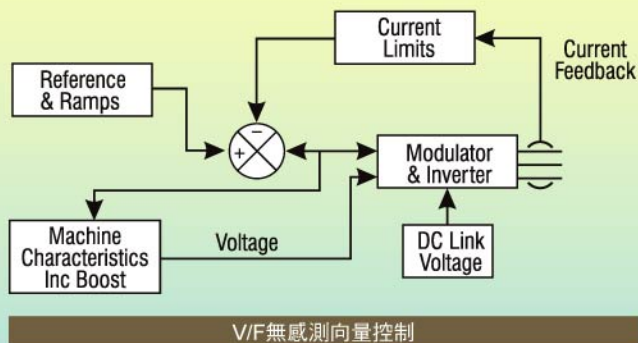 Current
Limits
Current
Feedback
Reference
& Ramps
−
+
Modulator
& Inverter
Machine
Characteristics
Inc Boost
Voltage
DC Link
Voltage
V/F無感測向量控制